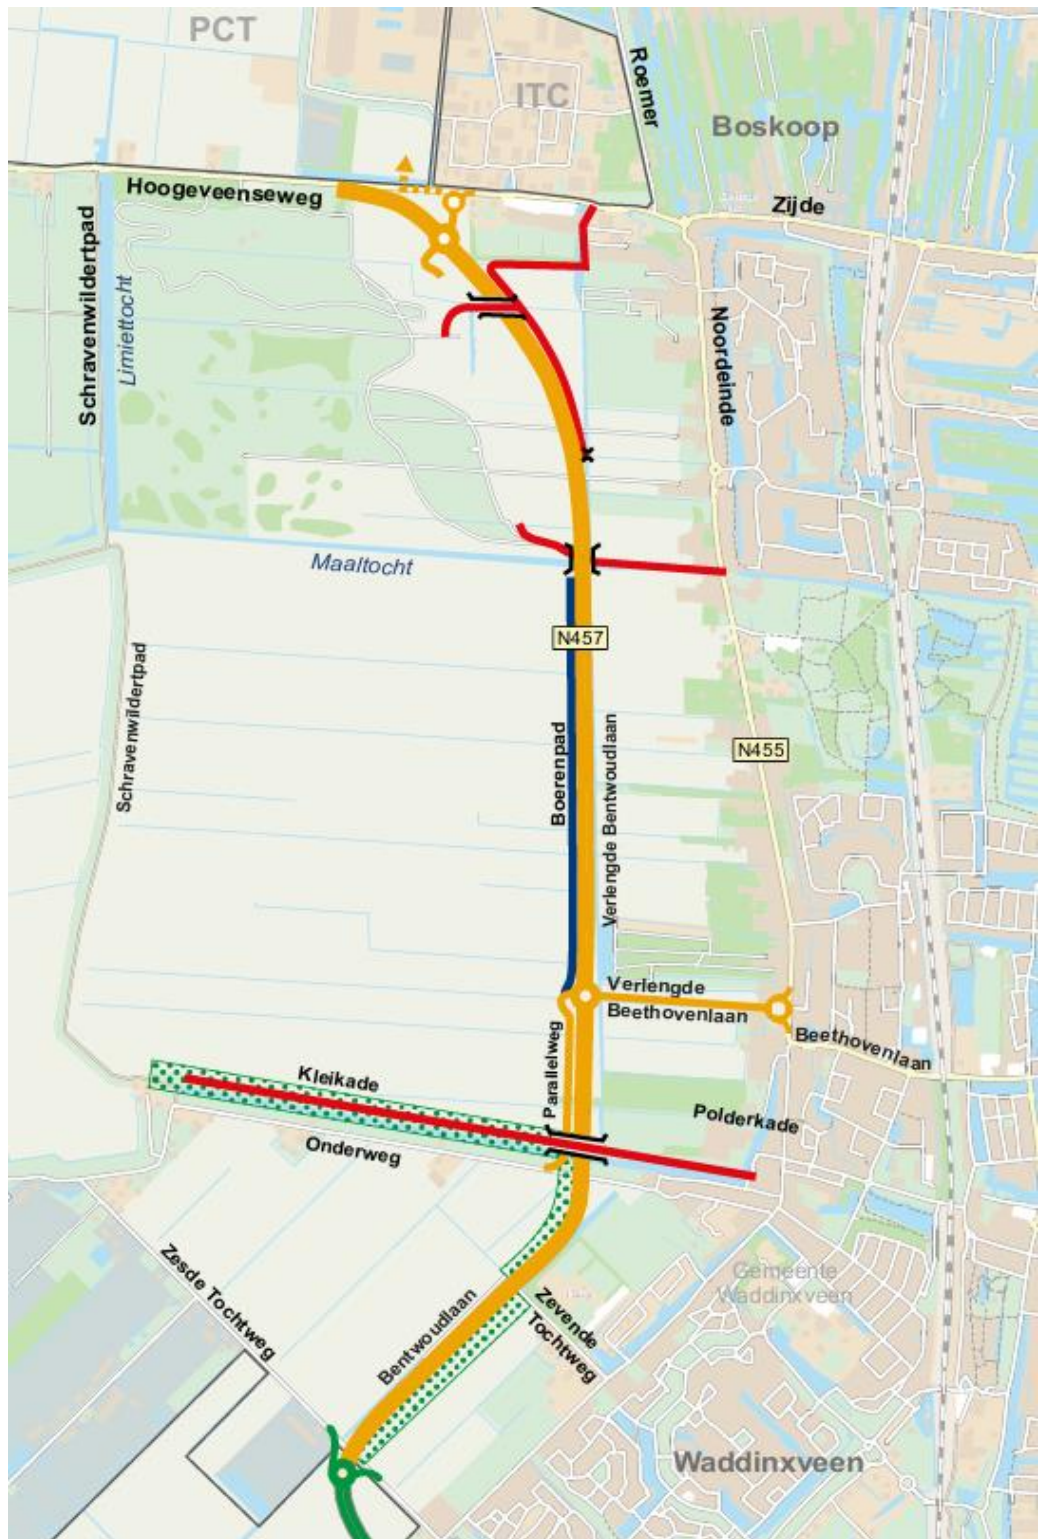 PCT
ITC
Roemer
Boskoop
Hoogeveenseweg
Zijde
Schravenwildertpad
Limiettocht
Noordeinde
Maaltocht
N457
Schravenwildertpad
Boerenpad
Verlengde Bentwoudlaan
N455
Verlengde
Beethovenlaan
Beethovenlaan
Parallelweg
Kleikade
Polderkade
Onderweg
Zesde Tochtweg
Bentwoudlaan
Zevende
Tochtweg
Gemeente
Waddinxveen
Waddinxveen